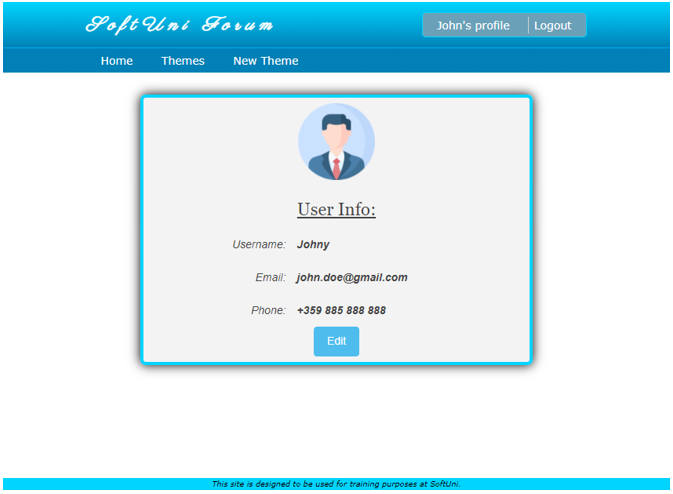 SoftUni Forum
John's profile Logout
Home Themes New Theme
User Info:
Username: Johny
Email: john.doe@gmail.com
Phone: +359 885 888 888
Edit
This site is designed to be used for training purposes at SoftUni.